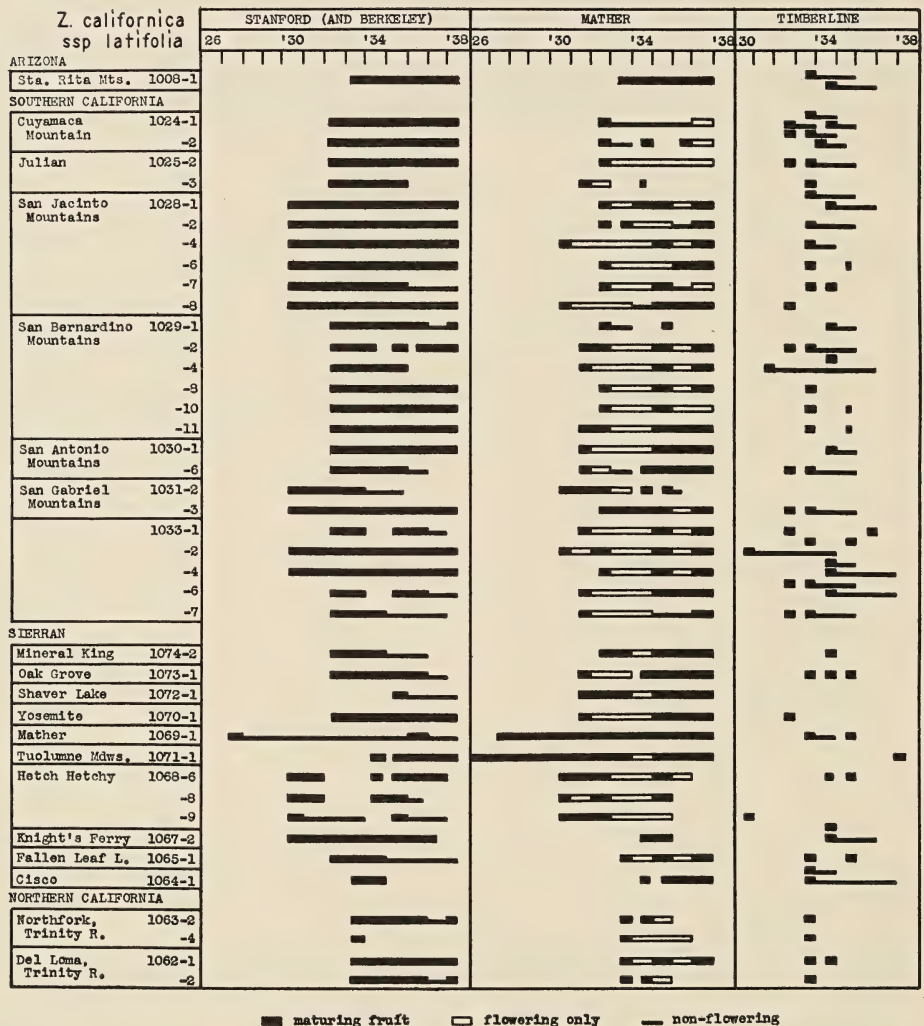 Z. californica
ssp latifolia
STANFORD (AND BERKELEY) MATHER TIMBERLINE
26 '30 '34 '38 26 '30 '34 '38 30 '34 '38
ARIZONA
Sta. Rita Mts. 1008-1
SOUTHERN CALIFORNIA
Cuyamaca 1024-1
Mountain -2
Julian 1025-2
-3
San Jacinto 1028-1
Mountains -2
-4
-6
-7
-8
San Bernardino 1029-1
Mountains -2
-4
-8
-10
-11
San Antonio 1030-1
Mountains -6
San Gabriel 1031-2
Mountains -3
1033-1
-2
-4
-6
-7
SIERRAN
Mineral King 1074-2
Oak Grove 1073-1
Shaver Lake 1072-1
Yosemite 1070-1
Mather 1069-1
Tuolumne Mdws. 1071-1
Hetch Hetchy 1068-6
-8
-9
Knight's Ferry 1067-2
Fallen Leaf L. 1065-1
Cisco 1064-1
NORTHERN CALIFORNIA
Northfork, 1063-2
Trinity R. -4
Del Loma, 1062-1
Trinity R. -2
maturing fruit flowering only non-flowering